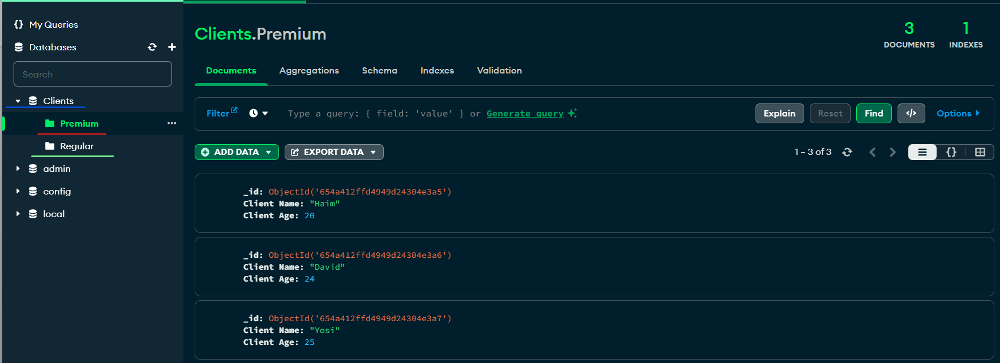 My Queries
Databases
Search
Clients
Premium
Regular
admin
config
local
Clients.Premium
3
DOCUMENTS
1
INDEXES
Documents Aggregations Schema Indexes Validation
Filter Type a query: { field: 'value' } or Generate query Explain Reset Find </> Options
ADD DATA EXPORT DATA 1 – 3 of 3 {}
_id: ObjectId('654a412ffd4949d24304e3a5')
Client Name: "Haim"
Client Age: 20
_id: ObjectId('654a412ffd4949d24304e3a6')
Client Name: "David"
Client Age: 24
_id: ObjectId('654a412ffd4949d24304e3a7')
Client Name: "Yosi"
Client Age: 25